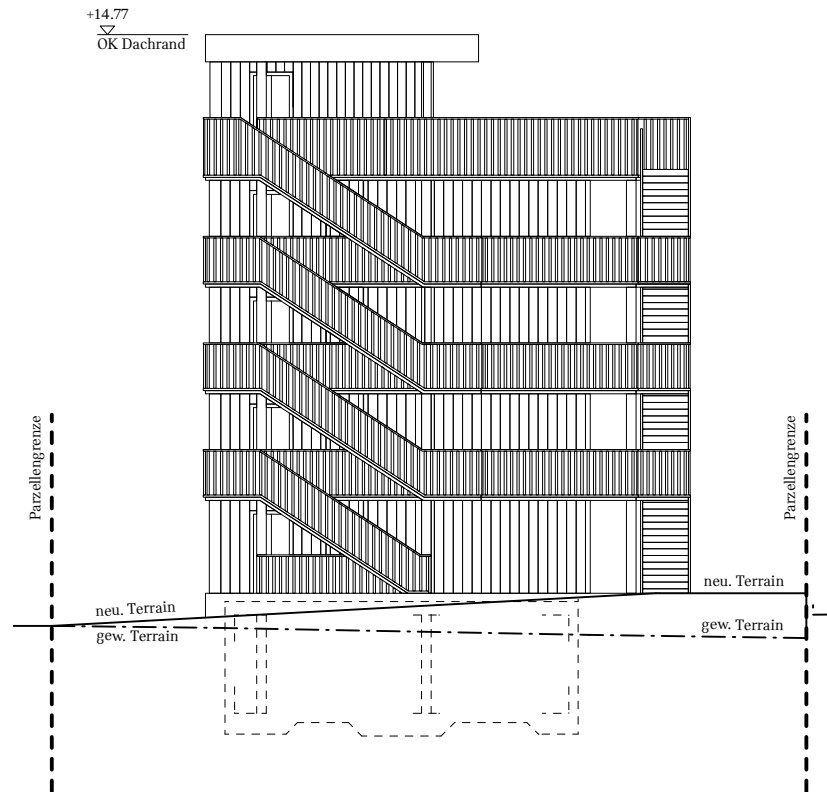 +14.77
OK Dachrand
Parzellengrenze
Parzellengrenze
neu. Terrain
neu. Terrain
gew. Terrain
gew. Terrain